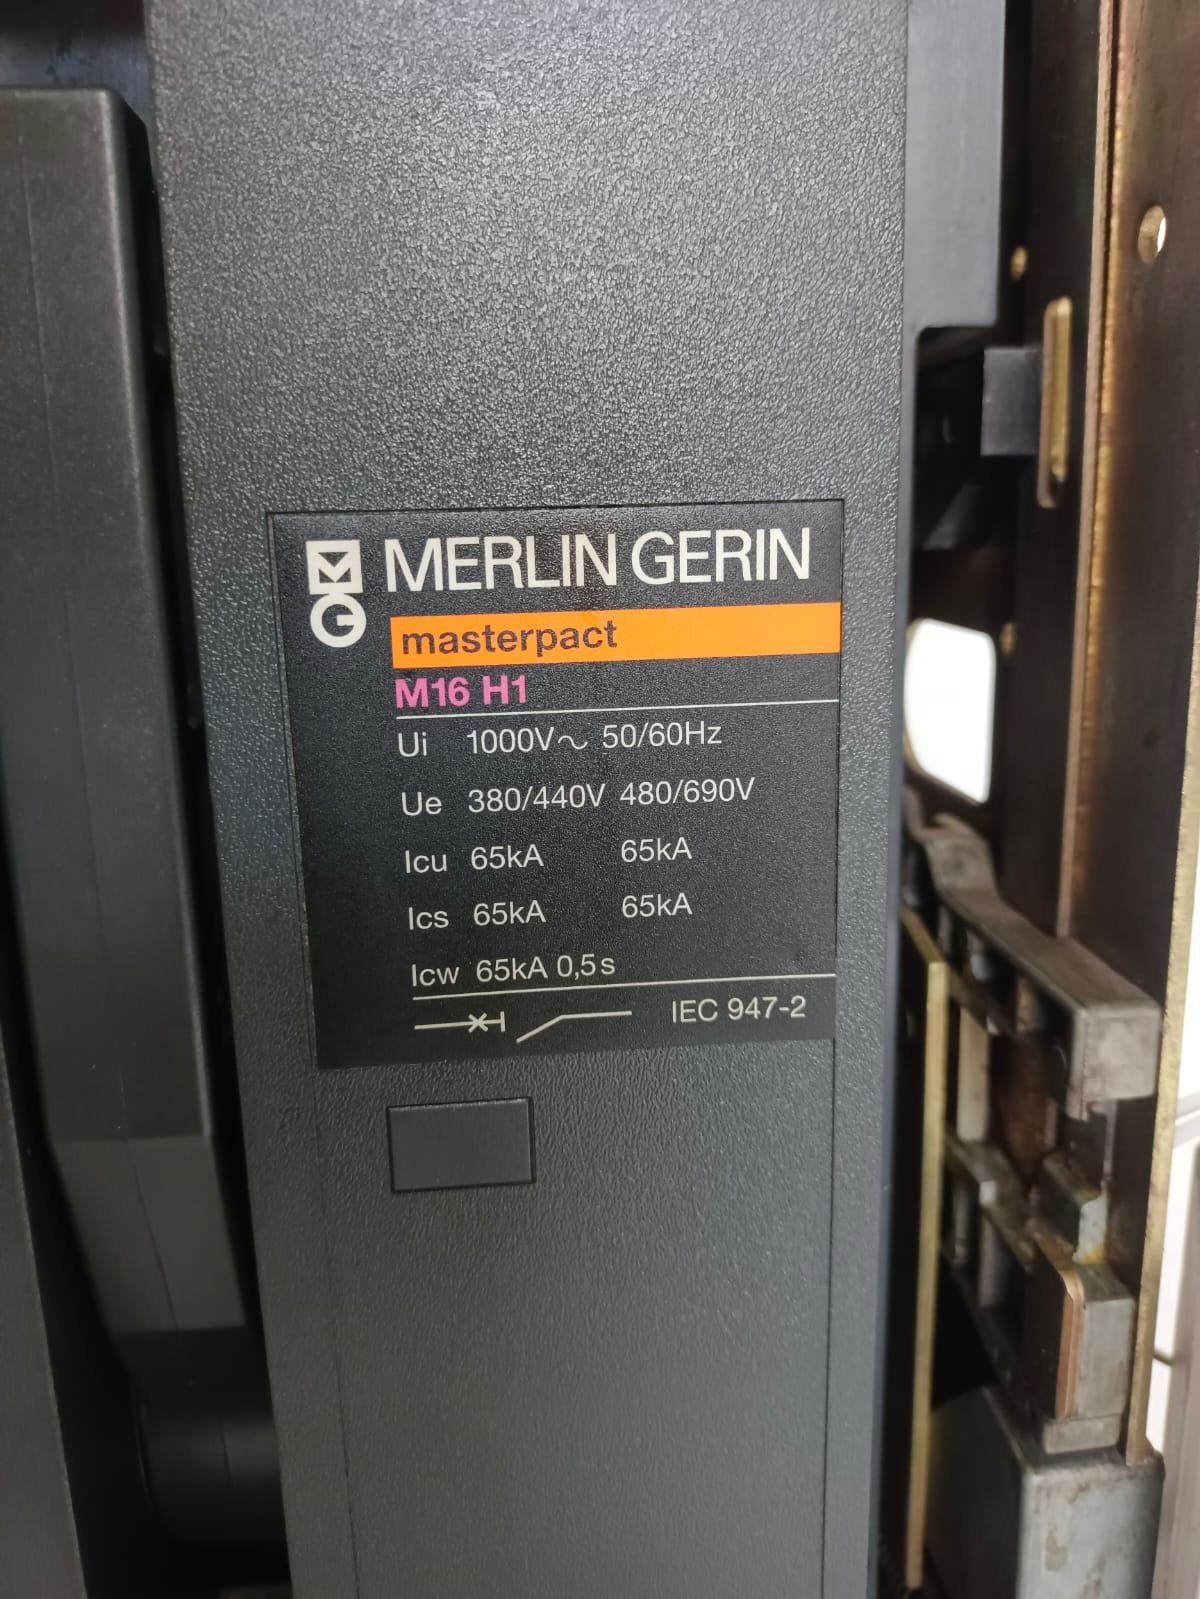 MERLIN GERIN
masterpact
M16 H1
Ui 1000V~ 50/60Hz
Ue 380/440V 480/690V
Icu 65kA 65kA
Ics 65kA 65kA
Icw 65kA 0,5s
IEC 947-2